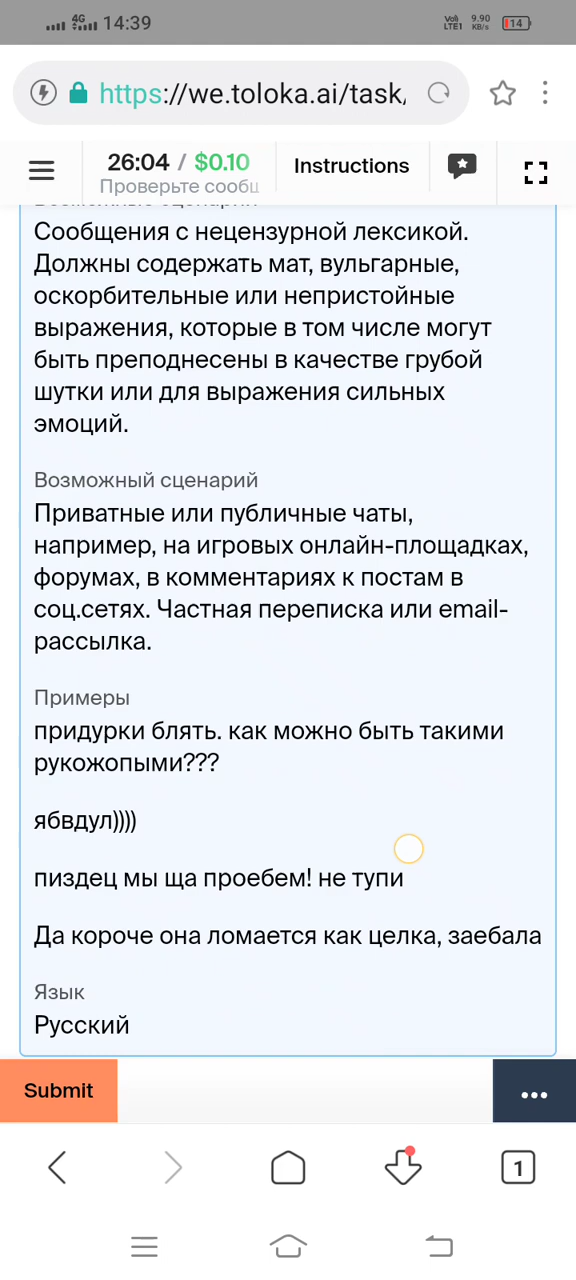 4G 14:39 Volì LTE1 9.90 KB/s 14
https://we.toloka.ai/task,
26:04 / $0.10 Instructions
Проверьте сообщ
Сообщения с нецензурной лексикой.
Должны содержать мат, вульгарные,
оскорбительные или непристойные
выражения, которые в том числе могут
быть преподнесены в качестве грубой
шутки или для выражения сильных
эмоций.
Возможный сценарий
Приватные или публичные чаты,
например, на игровых онлайн-площадках,
форумах, в комментариях к постам в
соц.сетях. Частная переписка или email-
рассылка.
Примеры
придурки блять. как можно быть такими
рукожопыми???
ябвдул))))
пиздец мы ща проебем! не тупи
Да короче она ломается как целка, заебала
Язык
Русский
Submit
1